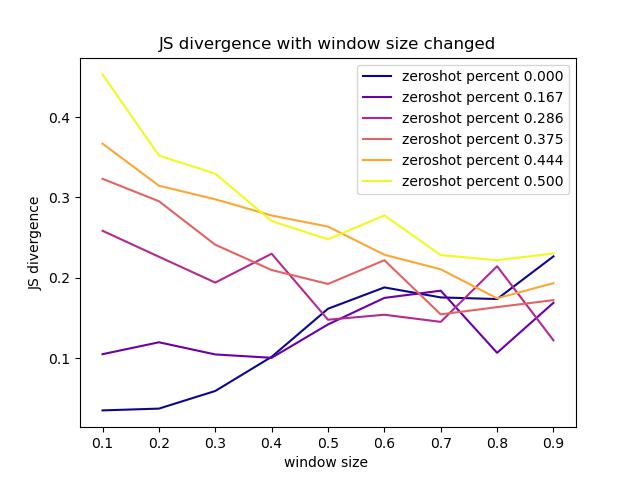 JS divergence with window size changed
zeroshot percent 0.000
zeroshot percent 0.167
zeroshot percent 0.286
zeroshot percent 0.375
zeroshot percent 0.444
zeroshot percent 0.500
JS divergence
0.4
0.3
0.2
0.1
0.1 0.2 0.3 0.4 0.5 0.6 0.7 0.8 0.9
window size